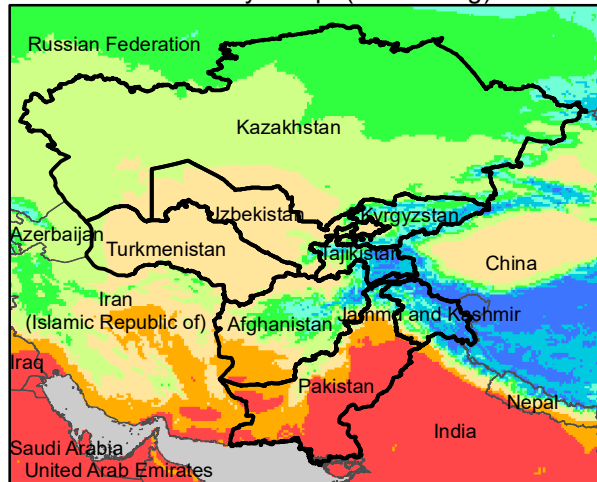 Russian Federation
Kazakhstan
Uzbekistan
Kyrgyzstan
Azerbaijan
Turkmenistan
Tajikistan
China
Iran
(Islamic Republic of)
Afghanistan
Jammu and Kashmir
Iraq
Pakistan
Nepal
India
Saudi Arabia
United Arab Emirates